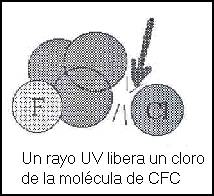 F
Cl
Un rayo UV libera un cloro
de la molécula de CFC